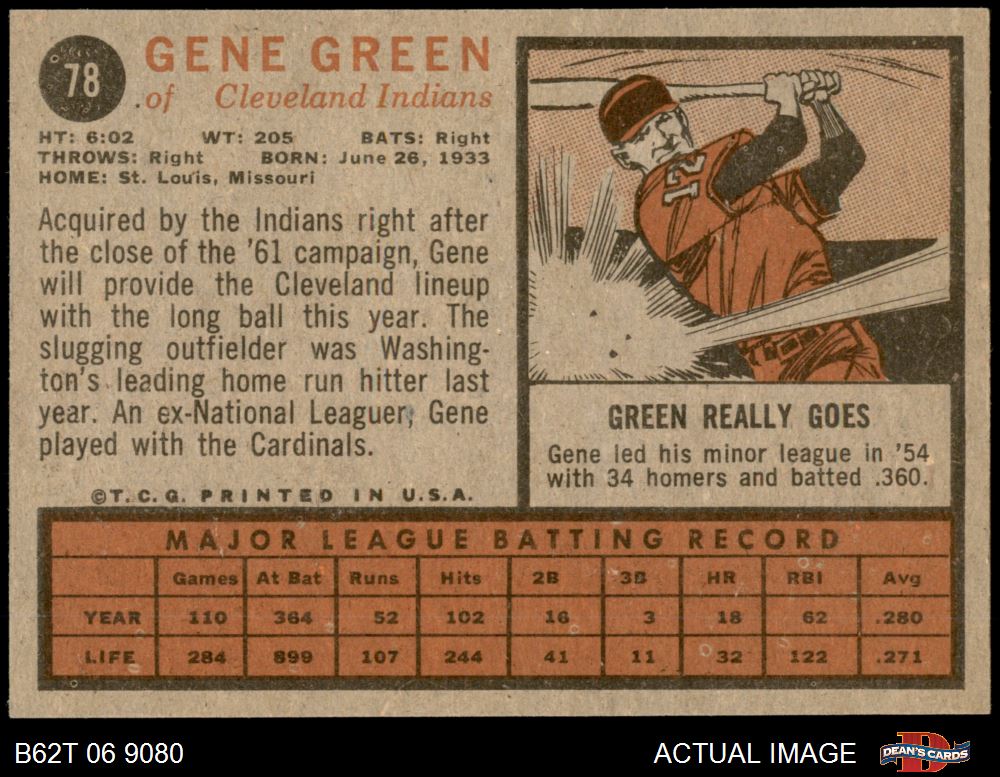 78
GENE GREEN
of Cleveland Indians
HT: 6:02 WT: 205 BATS: Right
THROWS: Right BORN: June 26, 1933
HOME: St. Louis, Missouri
Acquired by the Indians right after
the close of the '61 campaign, Gene
will provide the Cleveland lineup
with the long ball this year. The
slugging outfielder was Washing-
ton's leading home run hitter last
year. An ex-National Leaguer, Gene
played with the Cardinals.
©T.C.G. PRINTED IN U.S.A.
12
GREEN REALLY GOES
Gene led his minor league in '54
with 34 homers and batted .360.
MAJOR LEAGUE BATTING RECORD
Games At Bat Runs Hits 2B 3B HR RBI Avg
YEAR 110 364 52 102 16 3 18 62 .280
LIFE 284 899 107 244 41 11 32 122 .271
B62T 06 9080
ACTUAL IMAGE
DEAN'S CARDS